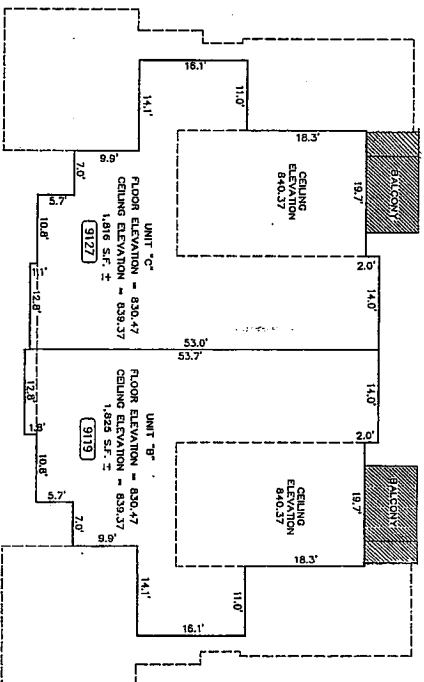 16.1'
14.1'
11.0'
18.3'
CEILING
ELEVATION
840.37
19.7'
BALCONY
9.9'
7.0'
5.7'
10.8'
1.1'
12.8'
UNIT "C"
FLOOR ELEVATION = 830.47
CEILING ELEVATION = 839.37
1,816 S.F. ±
9127
2.0'
14.0'
53.0'
53.7'
12.8'
1.8'
10.8'
5.7'
7.0'
9.9'
UNIT "B"
FLOOR ELEVATION = 830.47
CEILING ELEVATION = 839.37
1,825 S.F. ±
9119
14.0'
2.0'
CEILING
ELEVATION
840.37
19.7'
BALCONY
18.3'
14.1'
11.0'
16.1'